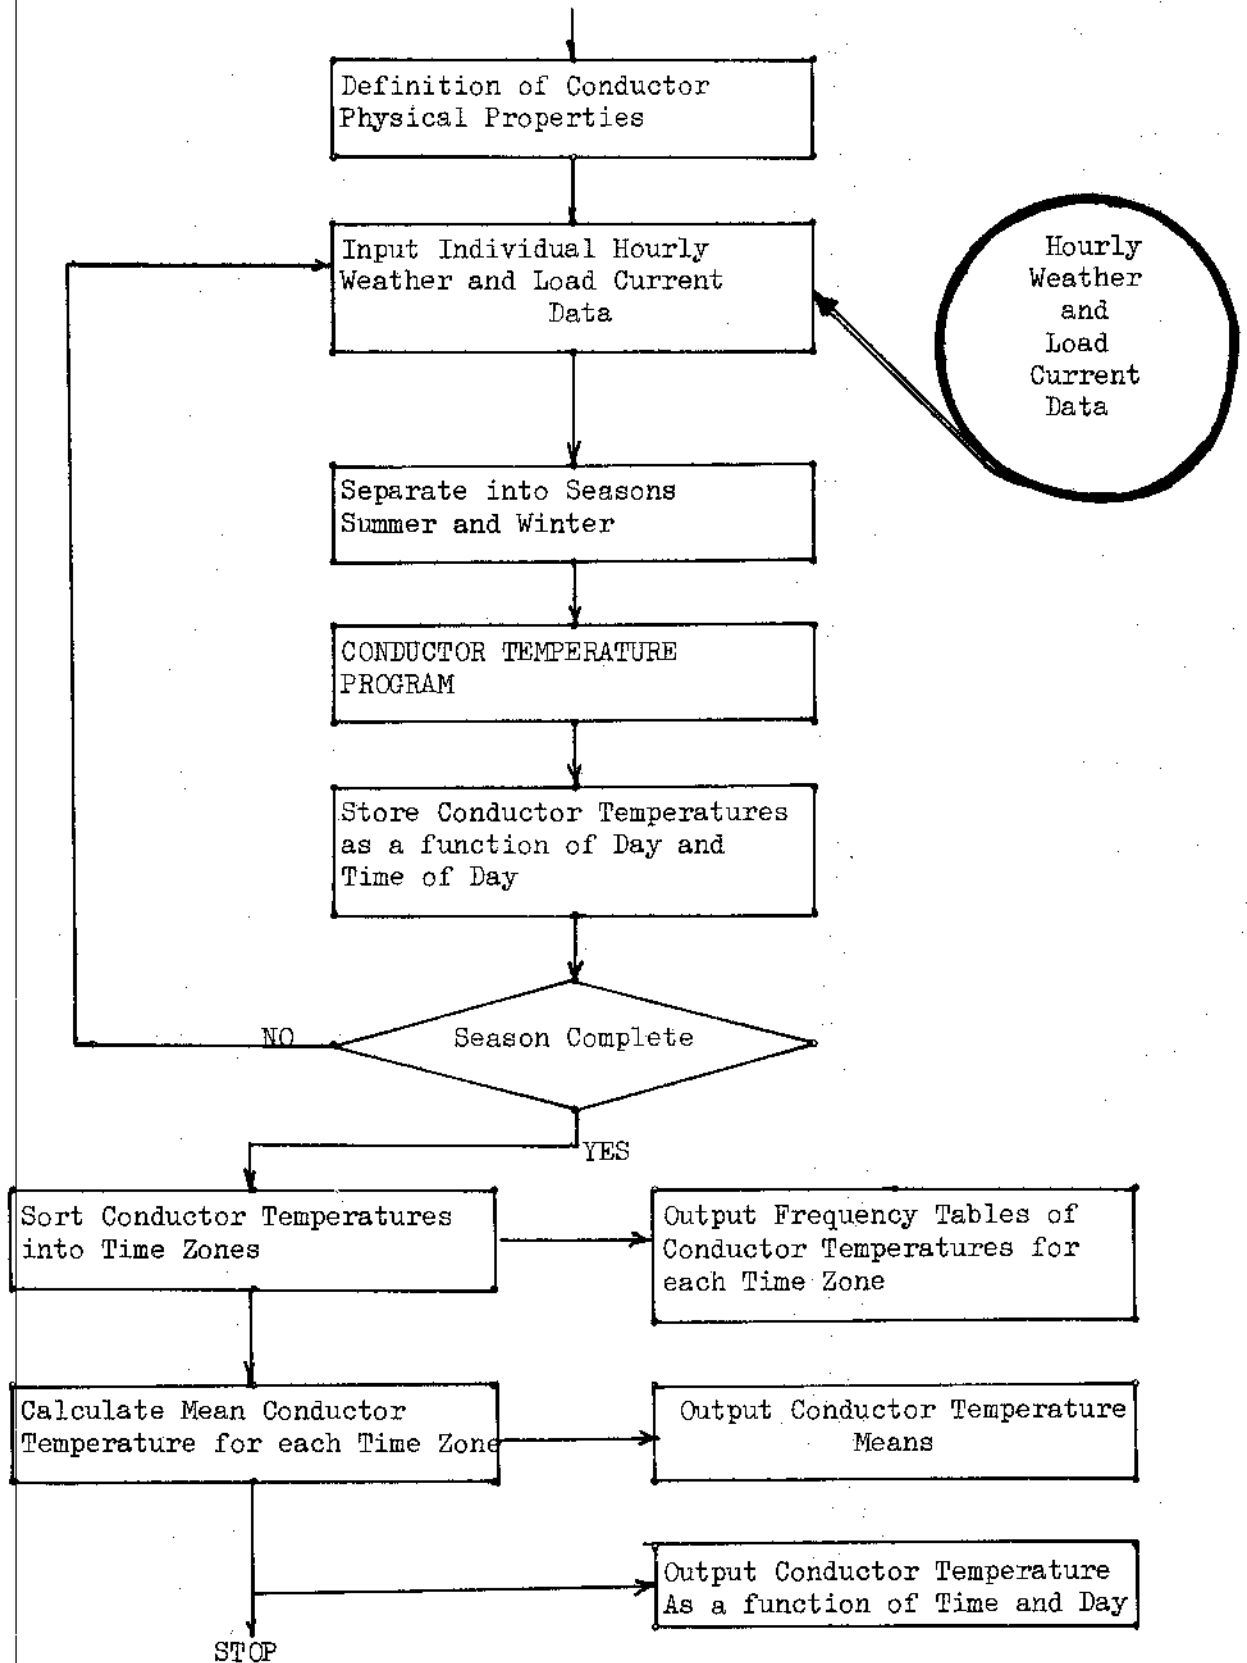 Definition of Conductor
Physical Properties
Input Individual Hourly
Weather and Load Current
Data
Hourly
Weather
and
Load
Current
Data
Separate into Seasons
Summer and Winter
CONDUCTOR TEMPERATURE
PROGRAM
Store Conductor Temperatures
as a function of Day and
Time of Day
Season Complete
NO
YES
Sort Conductor Temperatures
into Time Zones
Output Frequency Tables of
Conductor Temperatures for
each Time Zone
Calculate Mean Conductor
Temperature for each Time Zone
Output Conductor Temperature
Means
Output Conductor Temperature
As a function of Time and Day
STOP